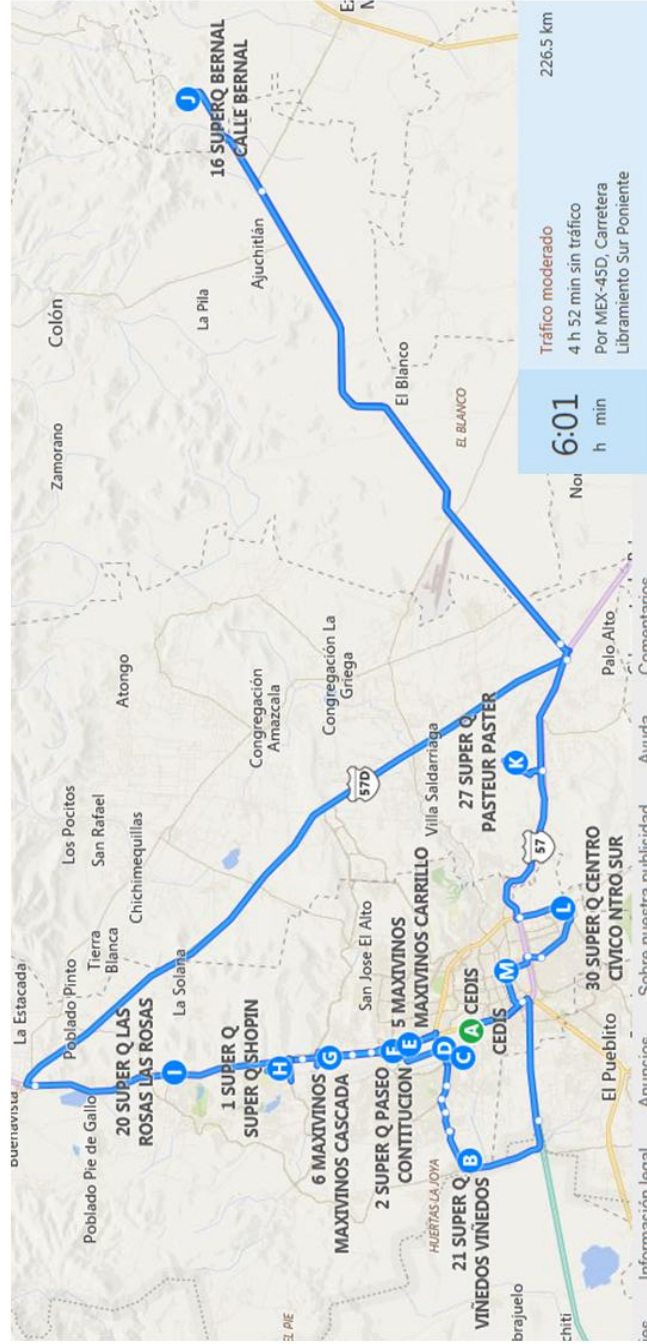 Buenavista
La Estacada
Poblado Pinto
Poblado Pie de Gallo
Los Pocitos
San Rafael
Tierra
Blanca
Chichimequillas
Atongo
Zamorano
Colón
La Solana
La Pila
16 SUPERQ BERNAL
CALLE BERNAL
J
20 SUPER Q LAS
ROSAS LAS ROSAS
I
1 SUPER Q
SUPER Q SHOPIN
H
Ajuchitlán
Congregación
Amazcala
Congregación La
Griega
6 MAXIVINOS
MAXIVINOS CASCADA
G
San Jose El Alto
57D
El Blanco
2 SUPER Q PASEO
CONTITUCION
F
5 MAXIVINOS
MAXIVINOS CARRILLO
E
Villa Saldarriaga
HUERTAS LA JOYA
D
C
A
CEDIS
CEDIS
EL BLANCO
21 SUPER Q
VIÑEDOS VIÑEDOS
B
27 SUPER Q
PASTEUR PASTER
K
M
57
L
30 SUPER Q CENTRO
CIVICO NTRO SUR
El Pueblito
Palo Alto
EL PIE
brajuelo
chiti
6:01
h min
Tráfico moderado
226.5 km
4 h 52 min sin tráfico
Por MEX-45D, Carretera
Libramiento Sur Poniente
Información legal
Anuncios
Sobre nuestra publicidad
Ayuda
Comentarios